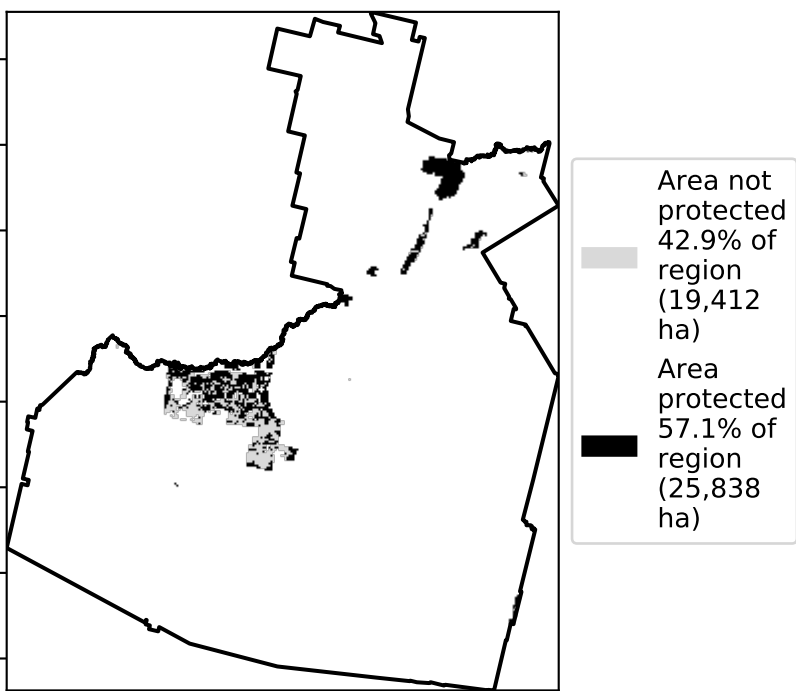 Area not
protected
42.9% of
region
(19,412
ha)
Area
protected
57.1% of
region
(25,838
ha)